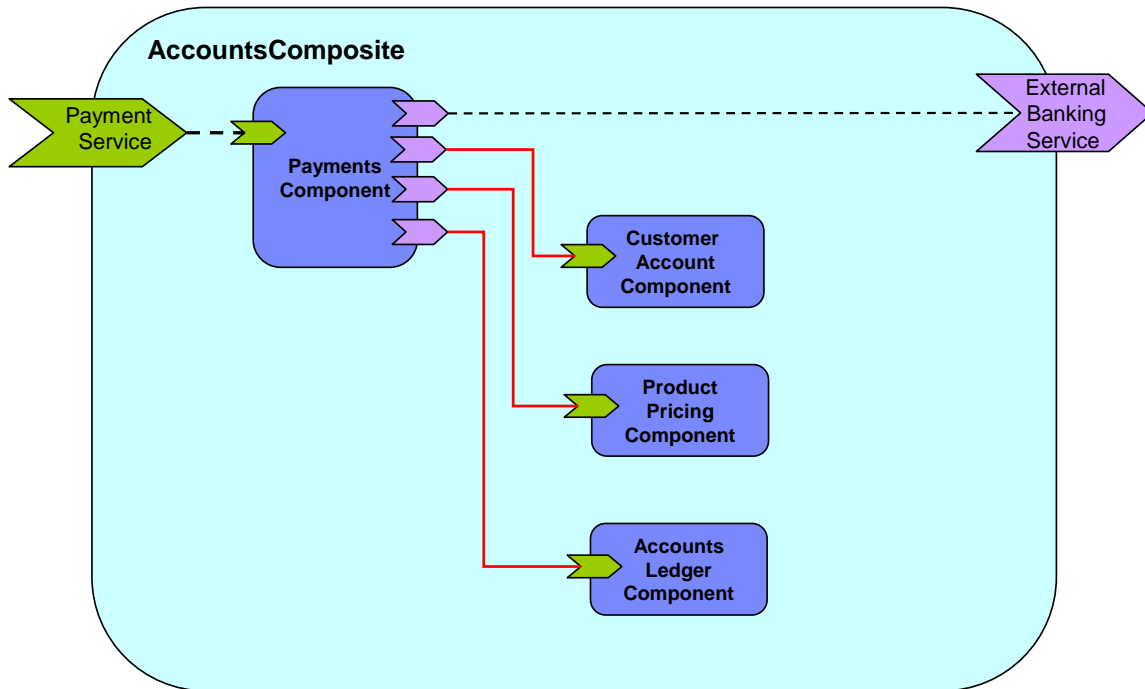 AccountsComposite
Payment
Service
Payments
Component
External
Banking
Service
Customer
Account
Component
Product
Pricing
Component
Accounts
Ledger
Component